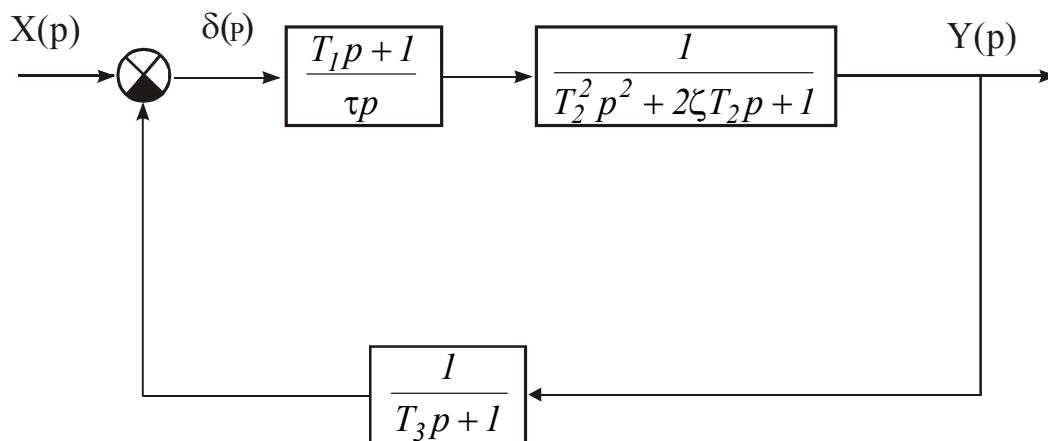 X(p)
δ(P)
Y(p)
T₁p + 1
τp
1
T₂²p² + 2ζT₂p + 1
1
T₃p + 1